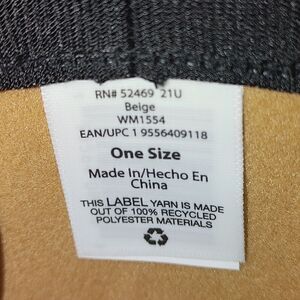 RN# 52469 21U
Beige
WM1554
EAN/UPC 1 9556409118
One Size
Made In/Hecho En
China
THIS LABEL YARN IS MADE
OUT OF 100% RECYCLED
POLYESTER MATERIALS